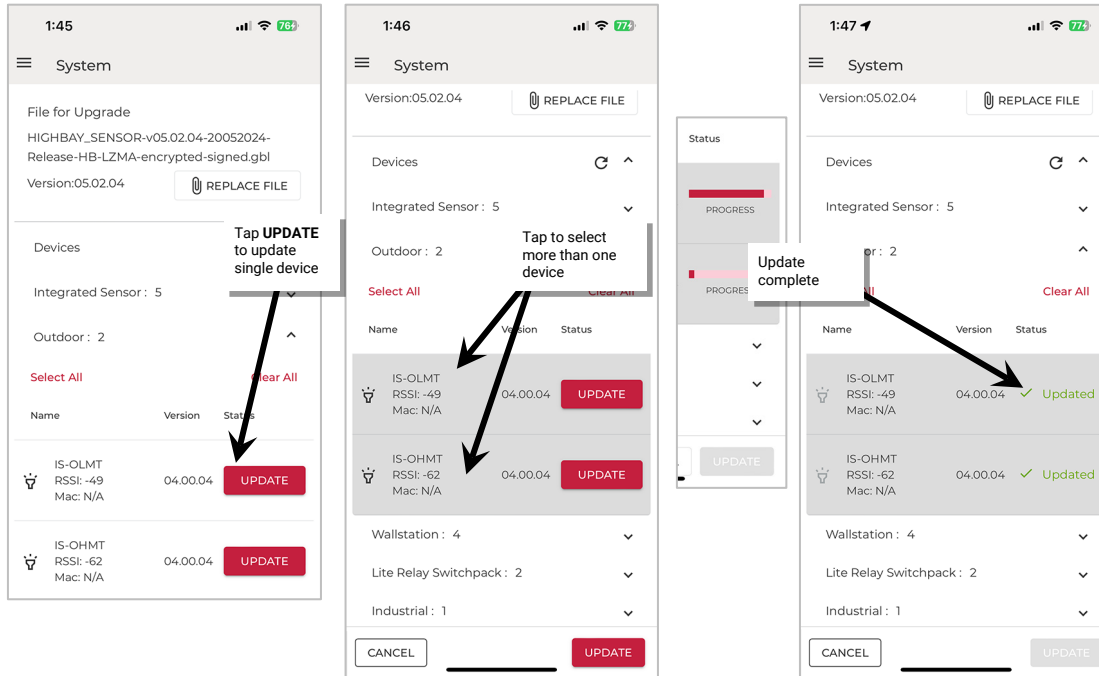 1:45
76
System
File for Upgrade
HIGHBAY_SENSOR-v05.02.04-20052024-
Release-HB-LZMA-encrypted-signed.gbl
Version:05.02.04
REPLACE FILE
Devices
Tap UPDATE
to update
single device
Integrated Sensor : 5
Outdoor : 2
Select All
Clear All
Name
Version
Status
IS-OLMT
RSSI: -49
Mac: N/A
04.00.04
UPDATE
IS-OHMT
RSSI: -62
Mac: N/A
04.00.04
UPDATE
1:46
77
System
Version:05.02.04
REPLACE FILE
Devices
Integrated Sensor : 5
Outdoor : 2
Tap to select
more than one
device
Select All
Clear All
Name
Version
Status
IS-OLMT
RSSI: -49
Mac: N/A
04.00.04
UPDATE
IS-OHMT
RSSI: -62
Mac: N/A
04.00.04
UPDATE
Wallstation : 4
Lite Relay Switchpack : 2
Industrial : 1
CANCEL
UPDATE
Status
PROGRESS
PROGRESS
UPDATE
Update
complete
1:47
77
System
Version:05.02.04
REPLACE FILE
Devices
Integrated Sensor : 5
or : 2
All
Clear All
Name
Version
Status
IS-OLMT
RSSI: -49
Mac: N/A
04.00.04
Updated
IS-OHMT
RSSI: -62
Mac: N/A
04.00.04
Updated
Wallstation : 4
Lite Relay Switchpack : 2
Industrial : 1
CANCEL
UPDATE